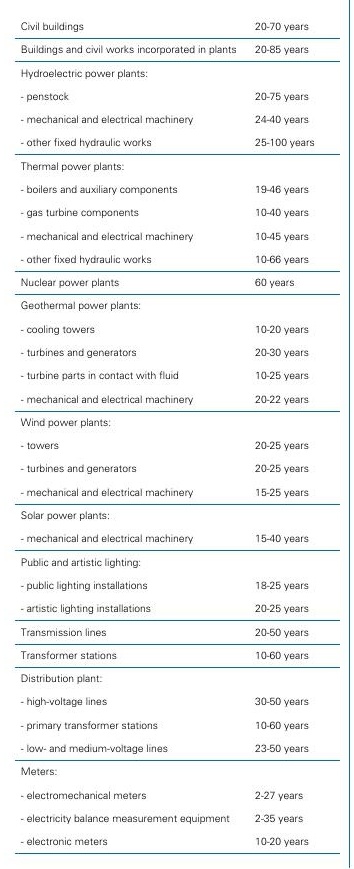 Civil buildings 20-70 years
Buildings and civil works incorporated in plants 20-85 years
Hydroelectric power plants:
- penstock 20-75 years
- mechanical and electrical machinery 24-40 years
- other fixed hydraulic works 25-100 years
Thermal power plants:
- boilers and auxiliary components 19-46 years
- gas turbine components 10-40 years
- mechanical and electrical machinery 10-45 years
- other fixed hydraulic works 10-66 years
Nuclear power plants 60 years
Geothermal power plants:
- cooling towers 10-20 years
- turbines and generators 20-30 years
- turbine parts in contact with fluid 10-25 years
- mechanical and electrical machinery 20-22 years
Wind power plants:
- towers 20-25 years
- turbines and generators 20-25 years
- mechanical and electrical machinery 15-25 years
Solar power plants:
- mechanical and electrical machinery 15-40 years
Public and artistic lighting:
- public lighting installations 18-25 years
- artistic lighting installations 20-25 years
Transmission lines 20-50 years
Transformer stations 10-60 years
Distribution plant:
- high-voltage lines 30-50 years
- primary transformer stations 10-60 years
- low- and medium-voltage lines 23-50 years
Meters:
- electromechanical meters 2-27 years
- electricity balance measurement equipment 2-35 years
- electronic meters 10-20 years